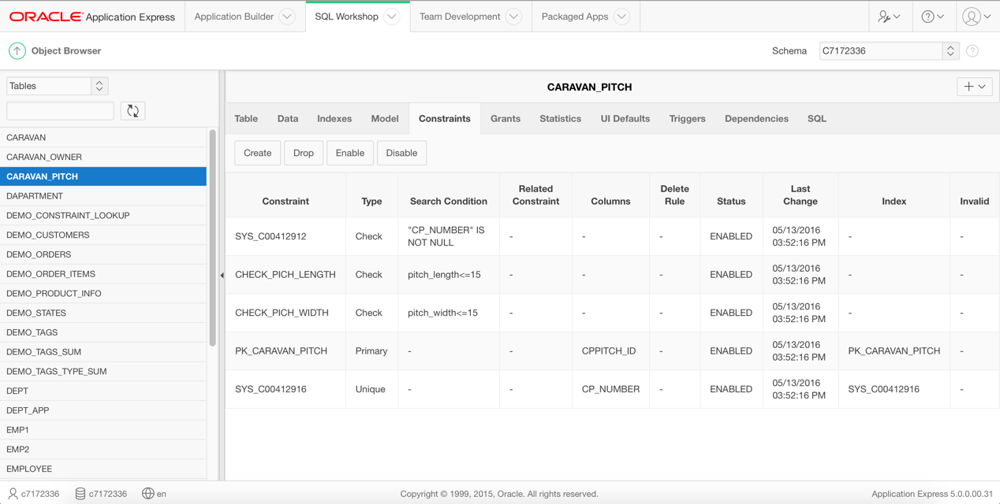 ORACLE Application Express Application Builder SQL Workshop Team Development Packaged Apps
Object Browser Schema C7172336
Tables
CARAVAN_PITCH
Table Data Indexes Model Constraints Grants Statistics UI Defaults Triggers Dependencies SQL
Create Drop Enable Disable
CARAVAN
CARAVAN_OWNER
CARAVAN_PITCH
DAPARTMENT
DEMO_CONSTRAINT_LOOKUP
DEMO_CUSTOMERS
DEMO_ORDERS
DEMO_ORDER_ITEMS
DEMO_PRODUCT_INFO
DEMO_STATES
DEMO_TAGS
DEMO_TAGS_SUM
DEMO_TAGS_TYPE_SUM
DEPT
DEPT_APP
EMP1
EMP2
EMPLOYEE
Constraint Type Search Condition Related Constraint Columns Delete Rule Status Last Change Index Invalid
SYS_C00412912 Check "CP_NUMBER" IS NOT NULL - - - ENABLED 05/13/2016 03:52:16 PM - -
CHECK_PICH_LENGTH Check pitch_length<=15 - - - ENABLED 05/13/2016 03:52:16 PM - -
CHECK_PICH_WIDTH Check pitch_width<=15 - - - ENABLED 05/13/2016 03:52:16 PM - -
PK_CARAVAN_PITCH Primary - - CPPITCH_ID - ENABLED 05/13/2016 03:52:16 PM PK_CARAVAN_PITCH -
SYS_C00412916 Unique - - CP_NUMBER - ENABLED 05/13/2016 03:52:16 PM SYS_C00412916 -
c7172336 c7172336 en Copyright © 1999, 2015, Oracle. All rights reserved. Application Express 5.0.0.00.31